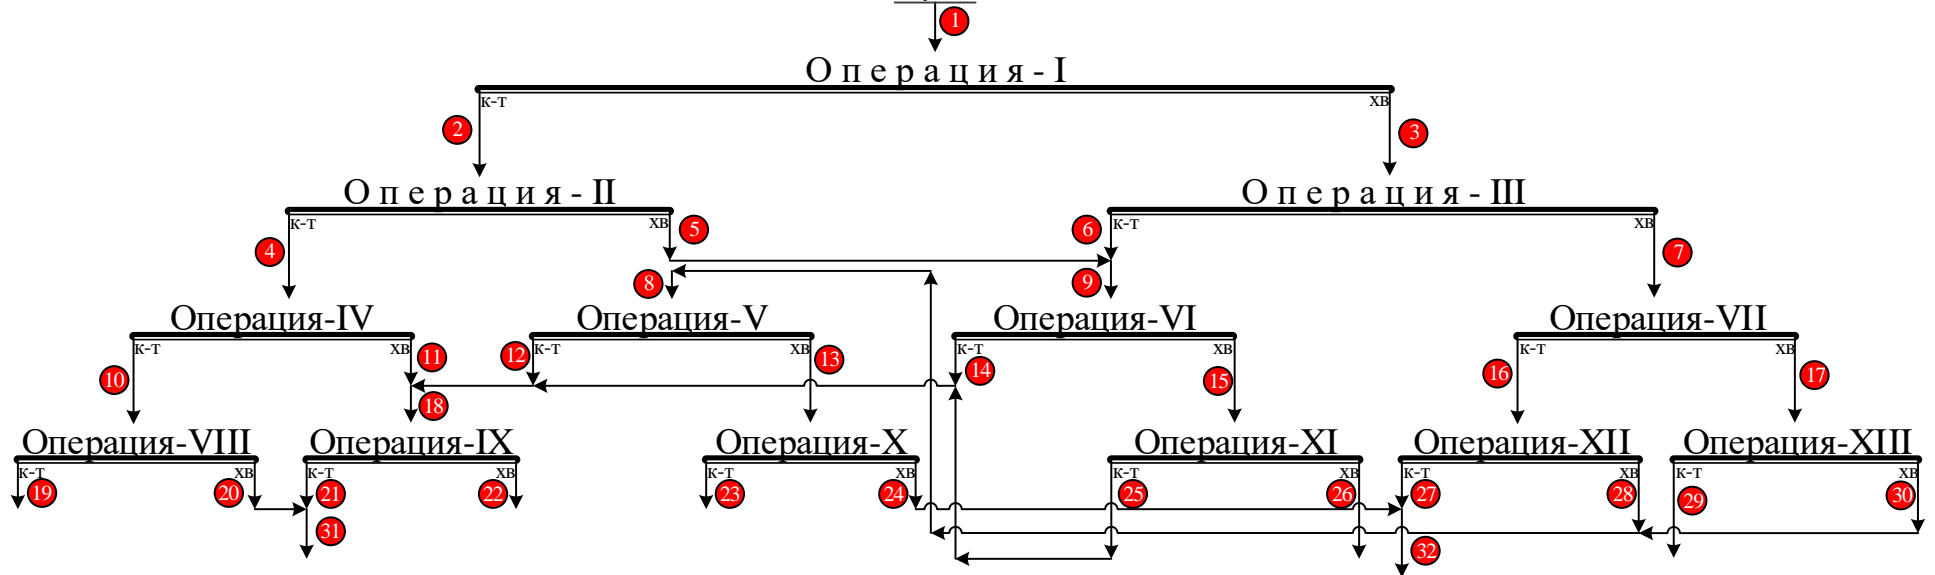 1
О п е р а ц и я - I
к-т хв
2 3
О п е р а ц и я - II О п е р а ц и я - III
к-т хв к-т хв
4 5 6 7
8 9
Операция-IV Операция-V Операция-VI Операция-VII
к-т хв к-т хв к-т хв к-т хв
10 11 12 13 14 15 16 17
18
Операция-VIII Операция-IX Операция-X Операция-XI Операция-XII Операция-XIII
к-т хв к-т хв к-т хв к-т хв к-т хв к-т хв
19 20 21 22 23 24 25 26 27 28 29 30
31 32